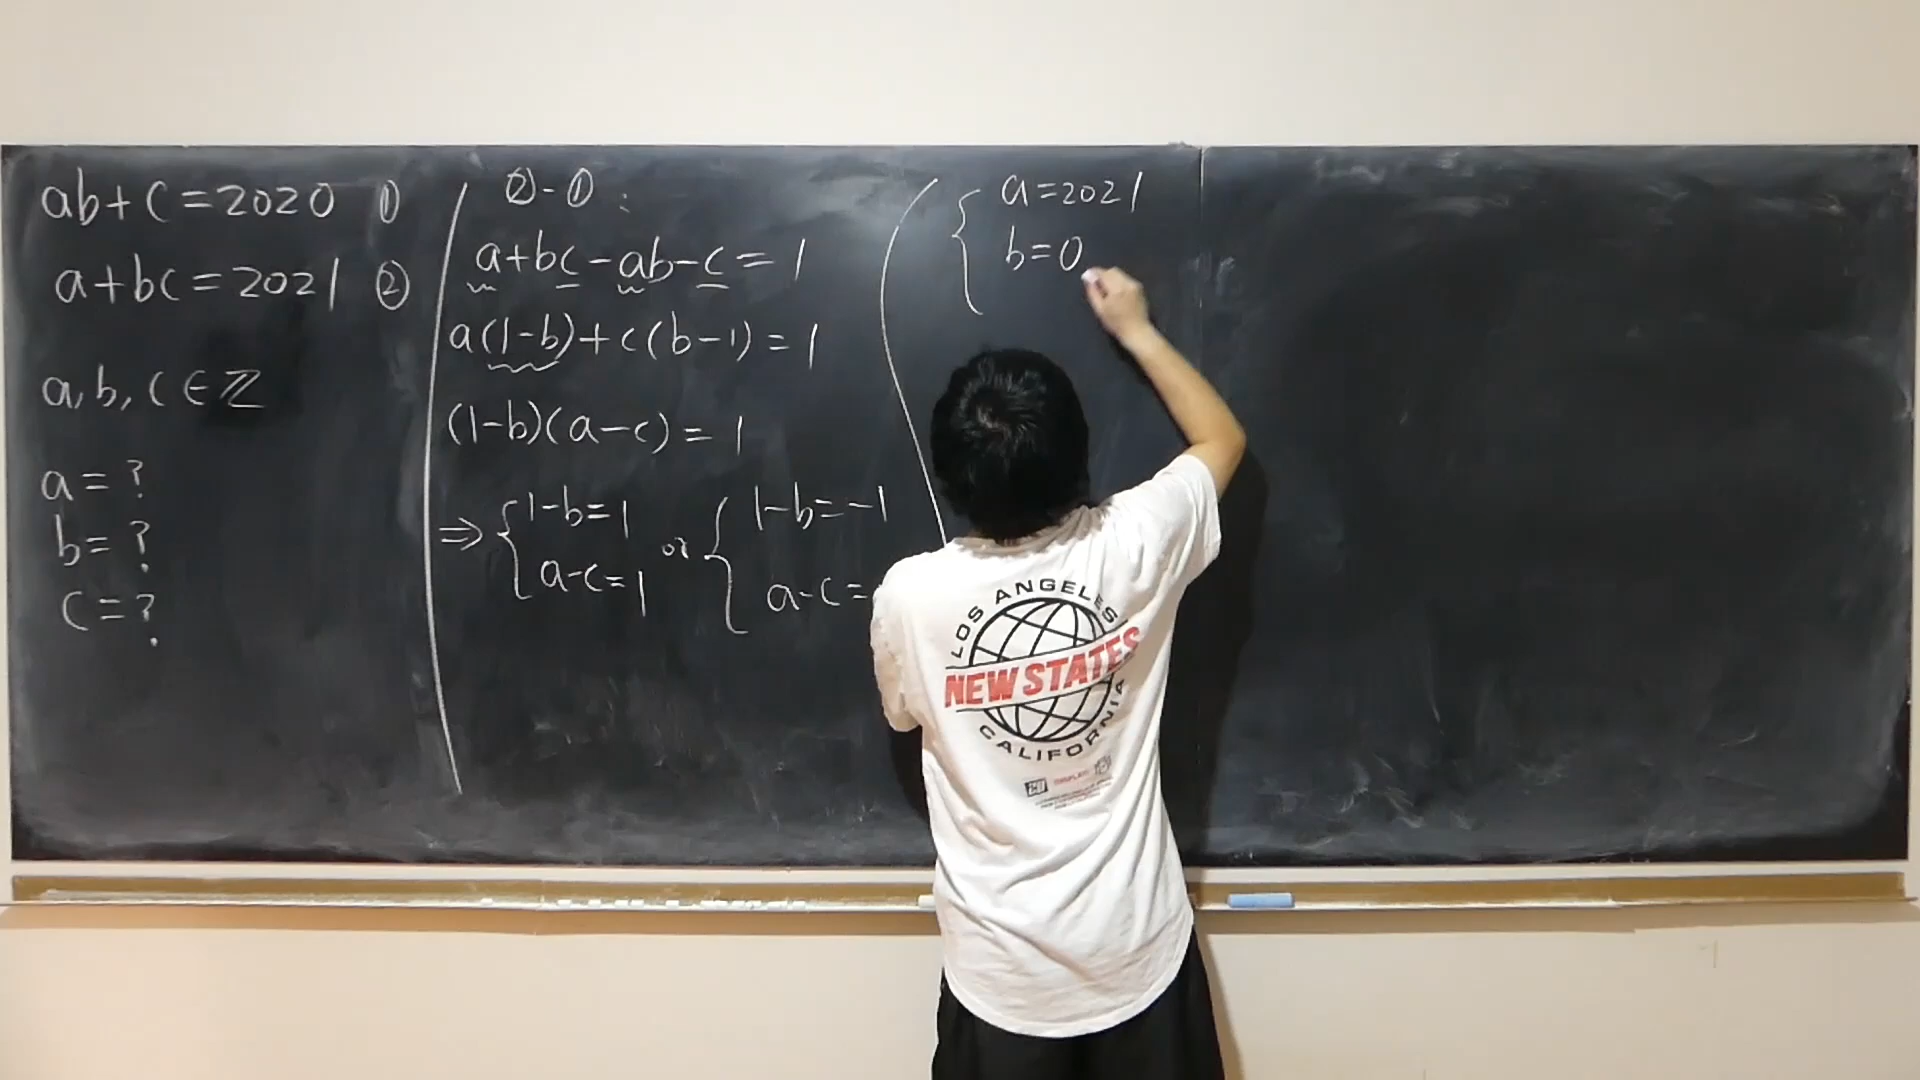 ab+c=2020 ①
a+bc=2021 ②
a,b,c∈ℤ
a=?
b=?
c=?
②-①:
a+bc-ab-c=1
a(1-b)+c(b-1)=1
(1-b)(a-c)=1
⇒ { 1-b=1 or { 1-b=-1
a-c=1 a-c=
{ a=2021
b=0
LOS ANGELES
NEW STATES
CALIFORNIA